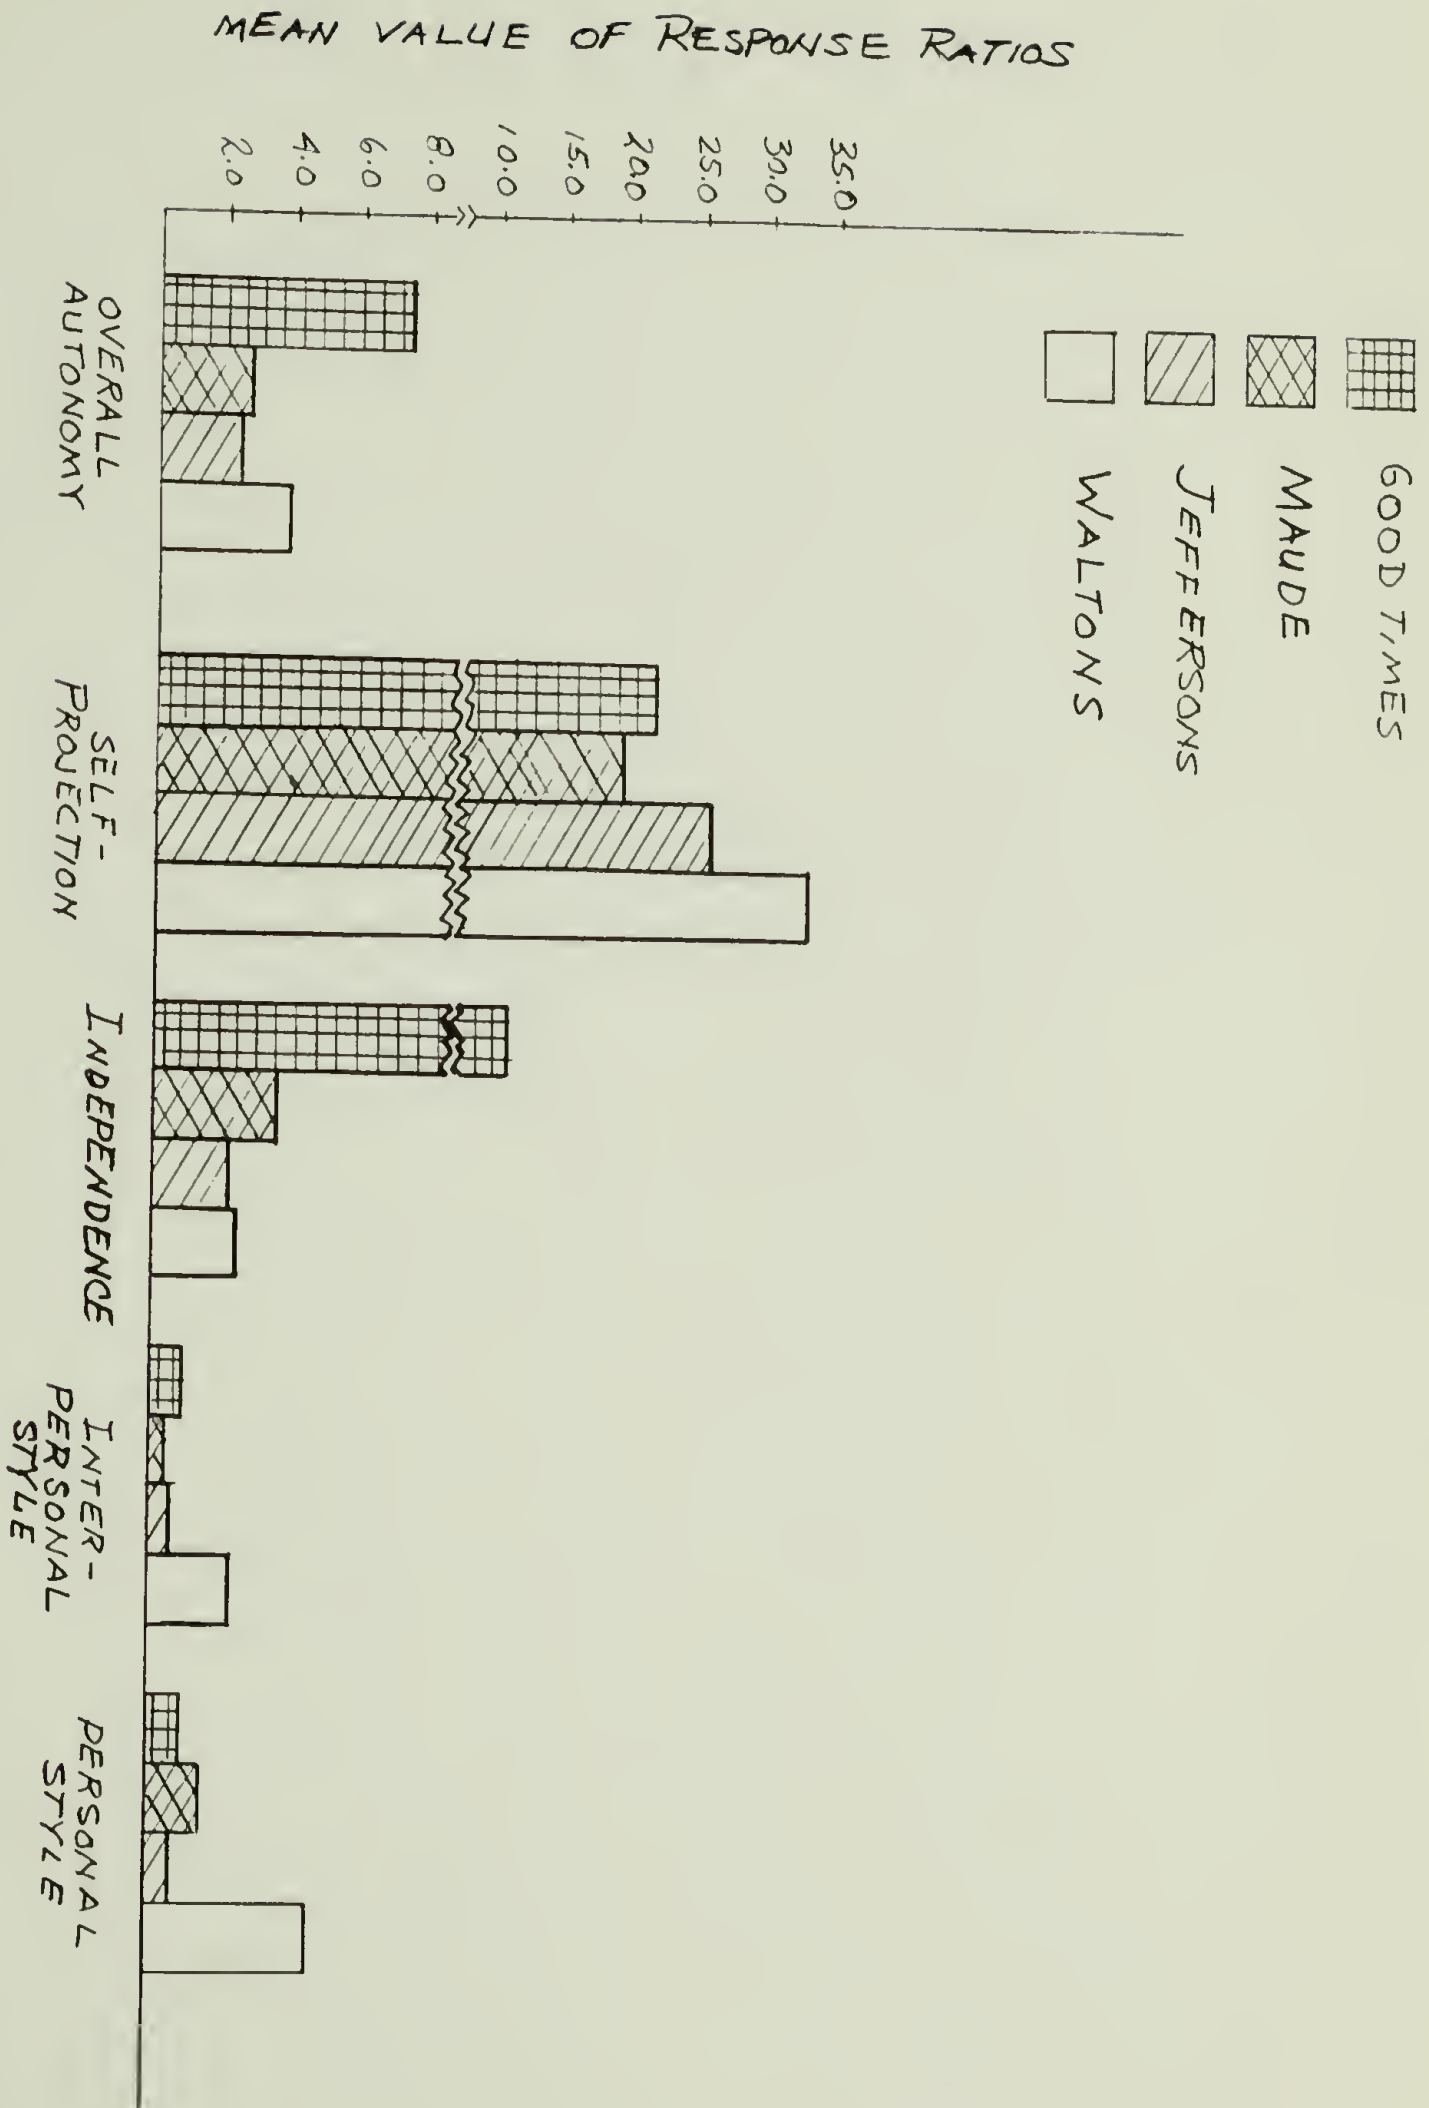 GOOD TIMES
MAUDE
JEFFERSONS
WALTONS
MEAN VALUE OF RESPONSE RATIOS
35.0
30.0
25.0
20.0
15.0
10.0
8.0
6.0
4.0
2.0
OVERALL
AUTONOMY
SELF-
PROJECTION
INDEPENDENCE
INTER-
PERSONAL
STYLE
PERSONAL
STYLE